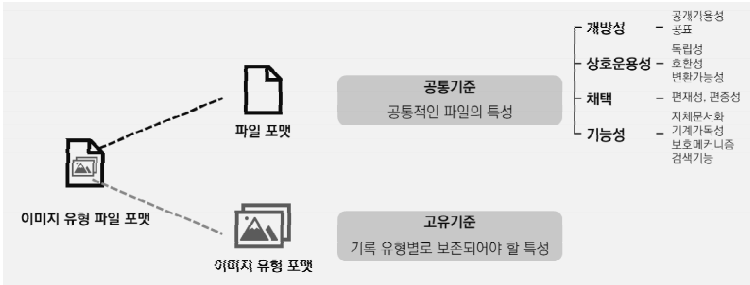 개방성 - 공개가용성
공표
상호운용성 - 독립성
호환성
변환가능성
채택 - 편재성, 편중성
기능성 - 자체문서화
기계가독성
보호메커니즘
검색기능
공통기준
공통적인 파일의 특성
파일 포맷
이미지 유형 파일 포맷
고유기준
기록 유형별로 보존되어야 할 특성
이미지 유형 포맷